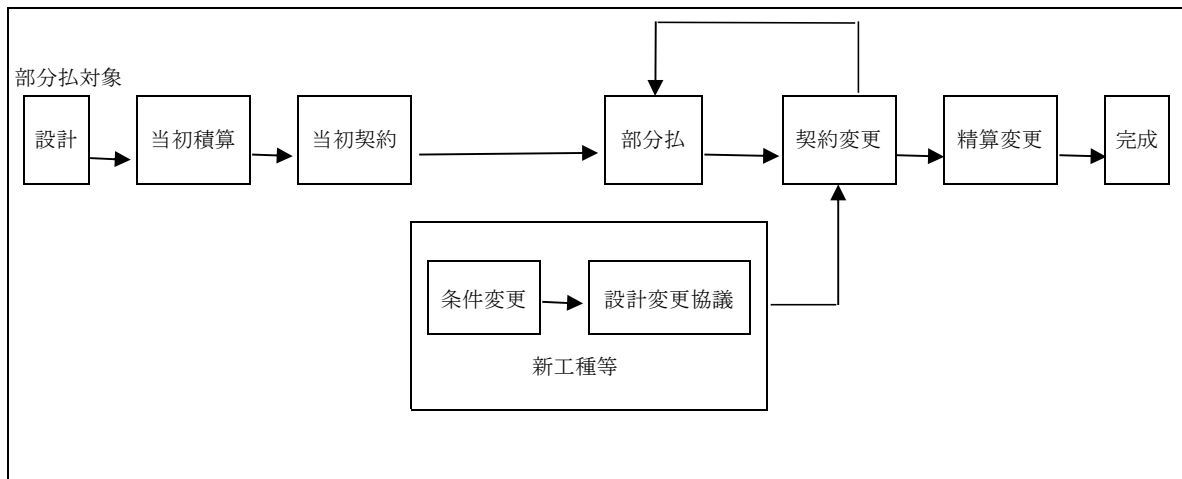 部分払対象
設計
当初積算
当初契約
部分払
契約変更
精算変更
完成
条件変更
設計変更協議
新工種等